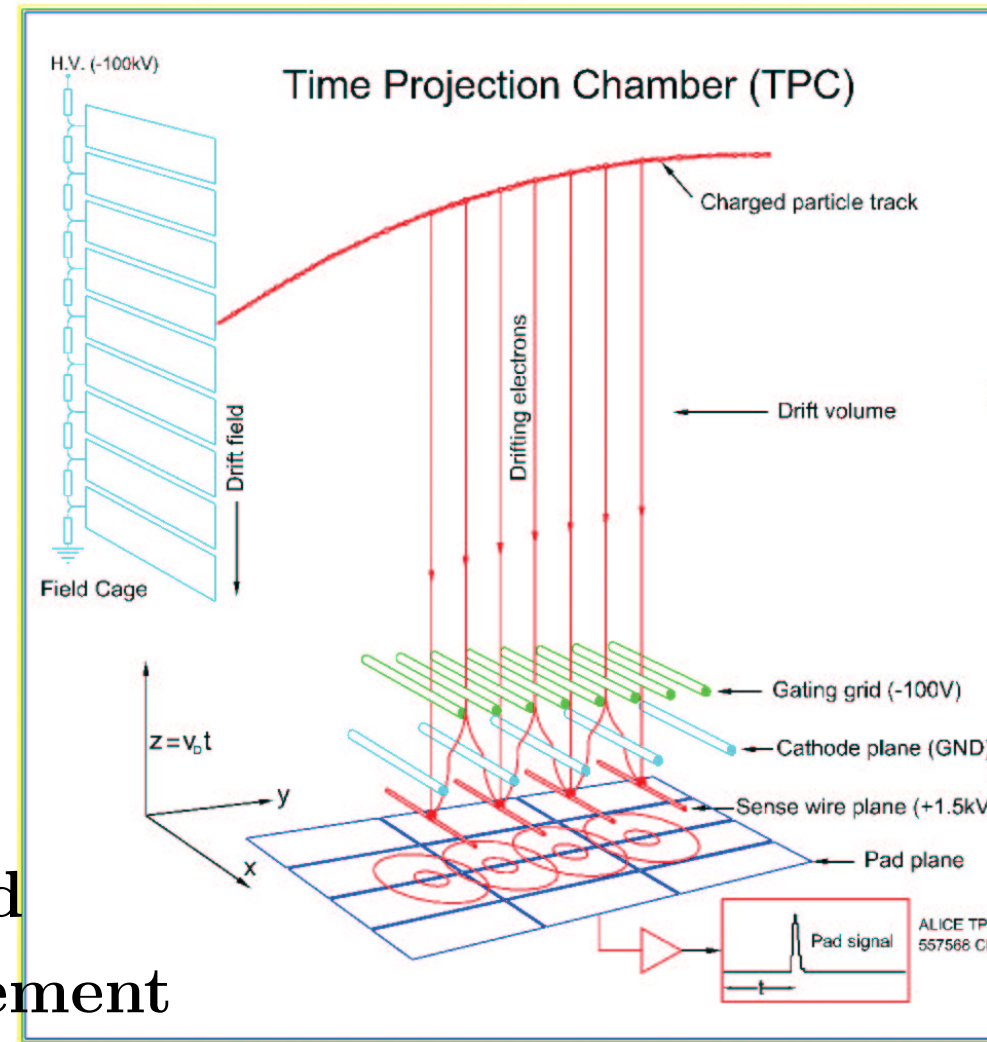 H.V. (-100kV)
Time Projection Chamber (TPC)
Charged particle track
Drifting electrons
Drift volume
Drift field
Field Cage
Gating grid (-100V)
z=v_D t
Cathode plane (GND)
y
Sense wire plane (+1.5kV
x
Pad plane
d
ement
Pad signal
t
ALICE TP
557568 C